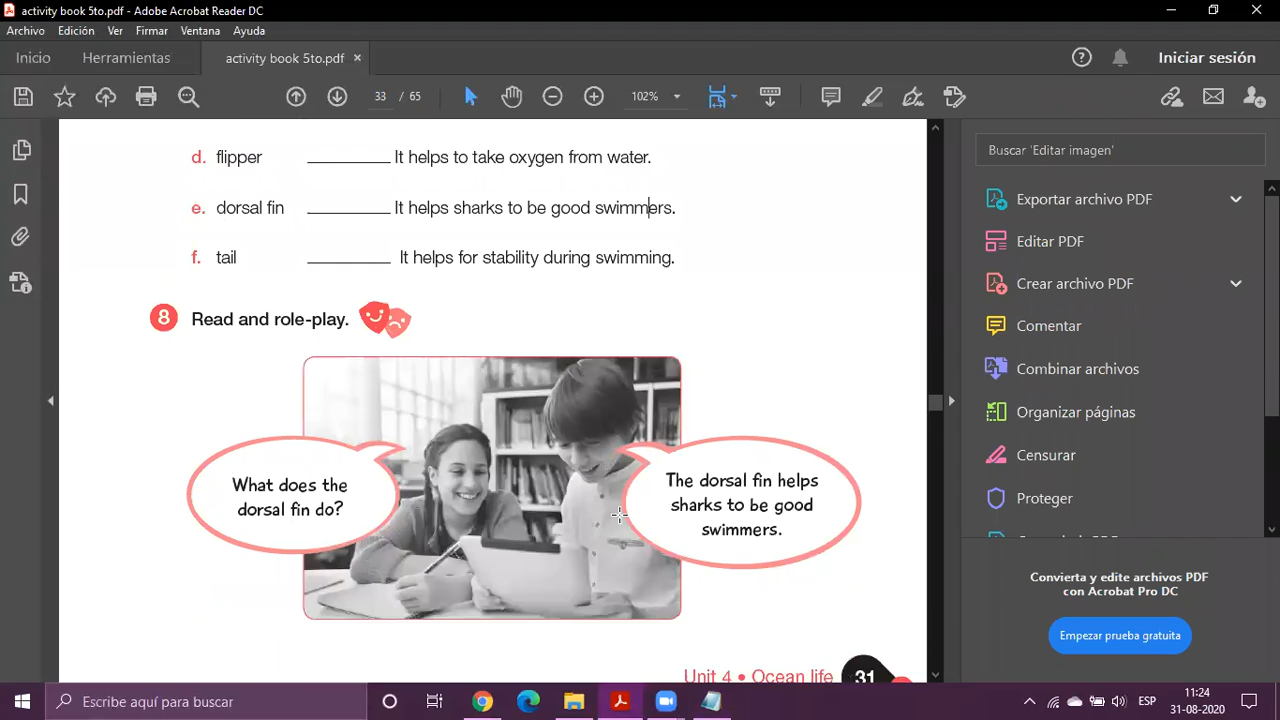 activity book 5to.pdf - Adobe Acrobat Reader DC
Archivo Edición Ver Firmar Ventana Ayuda
Inicio Herramientas activity book 5to.pdf × Iniciar sesión
33 / 65 102%
d. flipper __________ It helps to take oxygen from water.
e. dorsal fin __________ It helps sharks to be good swimmers.
f. tail __________ It helps for stability during swimming.
8 Read and role-play.
What does the
dorsal fin do?
The dorsal fin helps
sharks to be good
swimmers.
Unit 4 • Ocean life 31
Buscar 'Editar imagen'
Exportar archivo PDF
Editar PDF
Crear archivo PDF
Comentar
Combinar archivos
Organizar páginas
Censurar
Proteger
Convierta y edite archivos PDF
con Acrobat Pro DC
Empezar prueba gratuita
Escribe aquí para buscar
ESP
11:24
31-08-2020